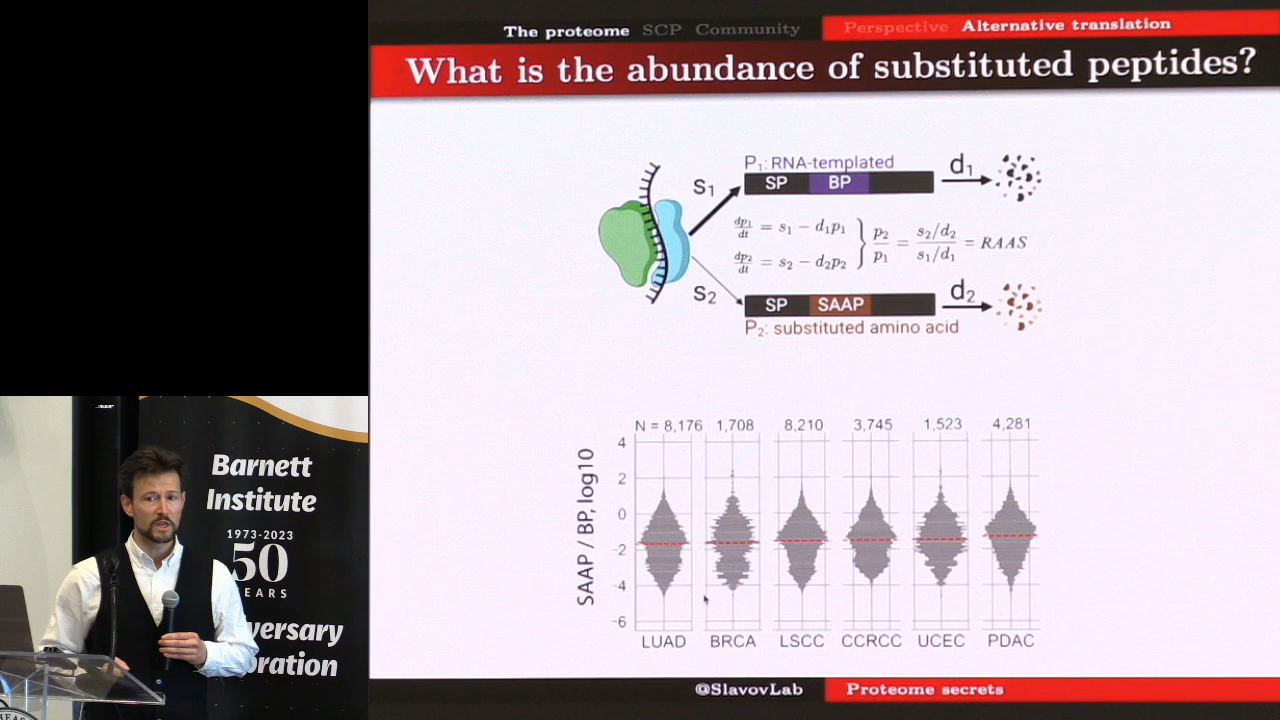 The proteome SCP Community Perspective Alternative translation
What is the abundance of substituted peptides?
P1: RNA-templated
S1
SP BP
d1
dp1/dt = s1 − d1p1
dp2/dt = s2 − d2p2
p2/p1 = s2/d2 / s1/d1 = RAAS
S2
SP SAAP
d2
P2: substituted amino acid
N = 8,176 1,708 8,210 3,745 1,523 4,281
SAAP / BP, log10
4
2
0
-2
-4
-6
LUAD BRCA LSCC CCRCC UCEC PDAC
@SlavovLab Proteome secrets
Barnett
Institute
1973-2023
50
EARS
versary
bration